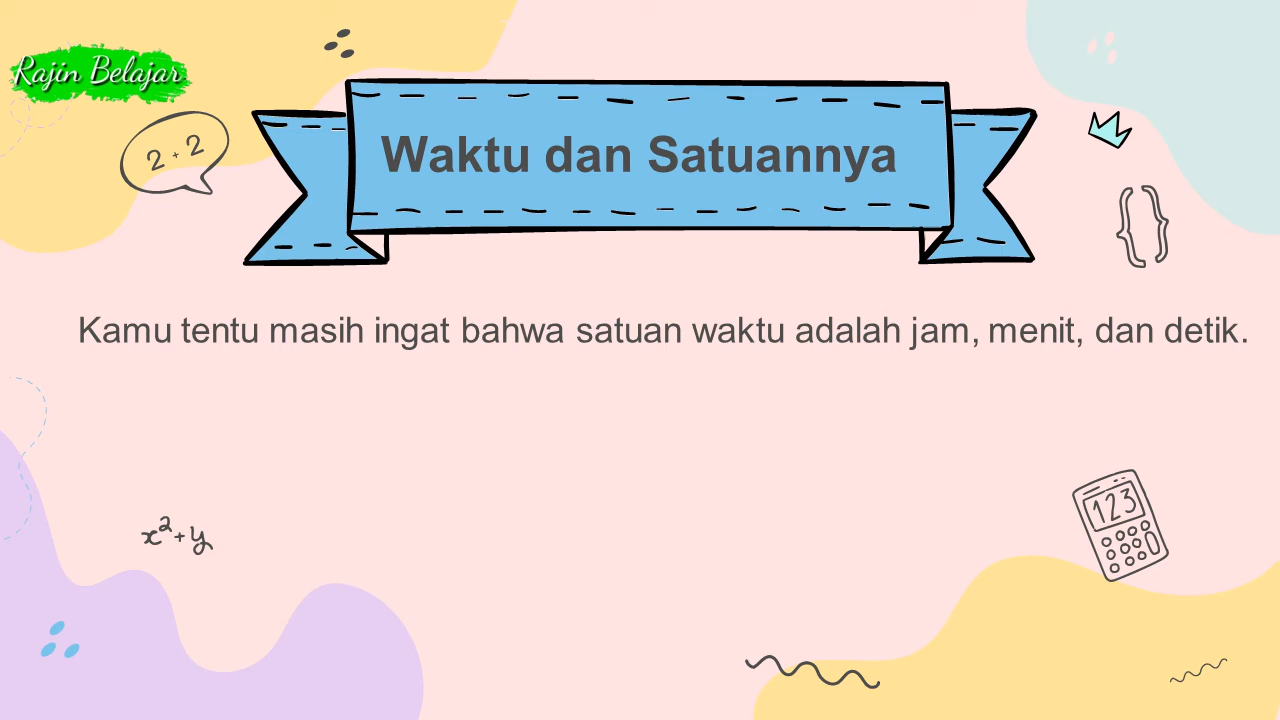 Rajin Belajar
2 + 2
Waktu dan Satuannya
{ }
Kamu tentu masih ingat bahwa satuan waktu adalah jam, menit, dan detik.
123
x²+y